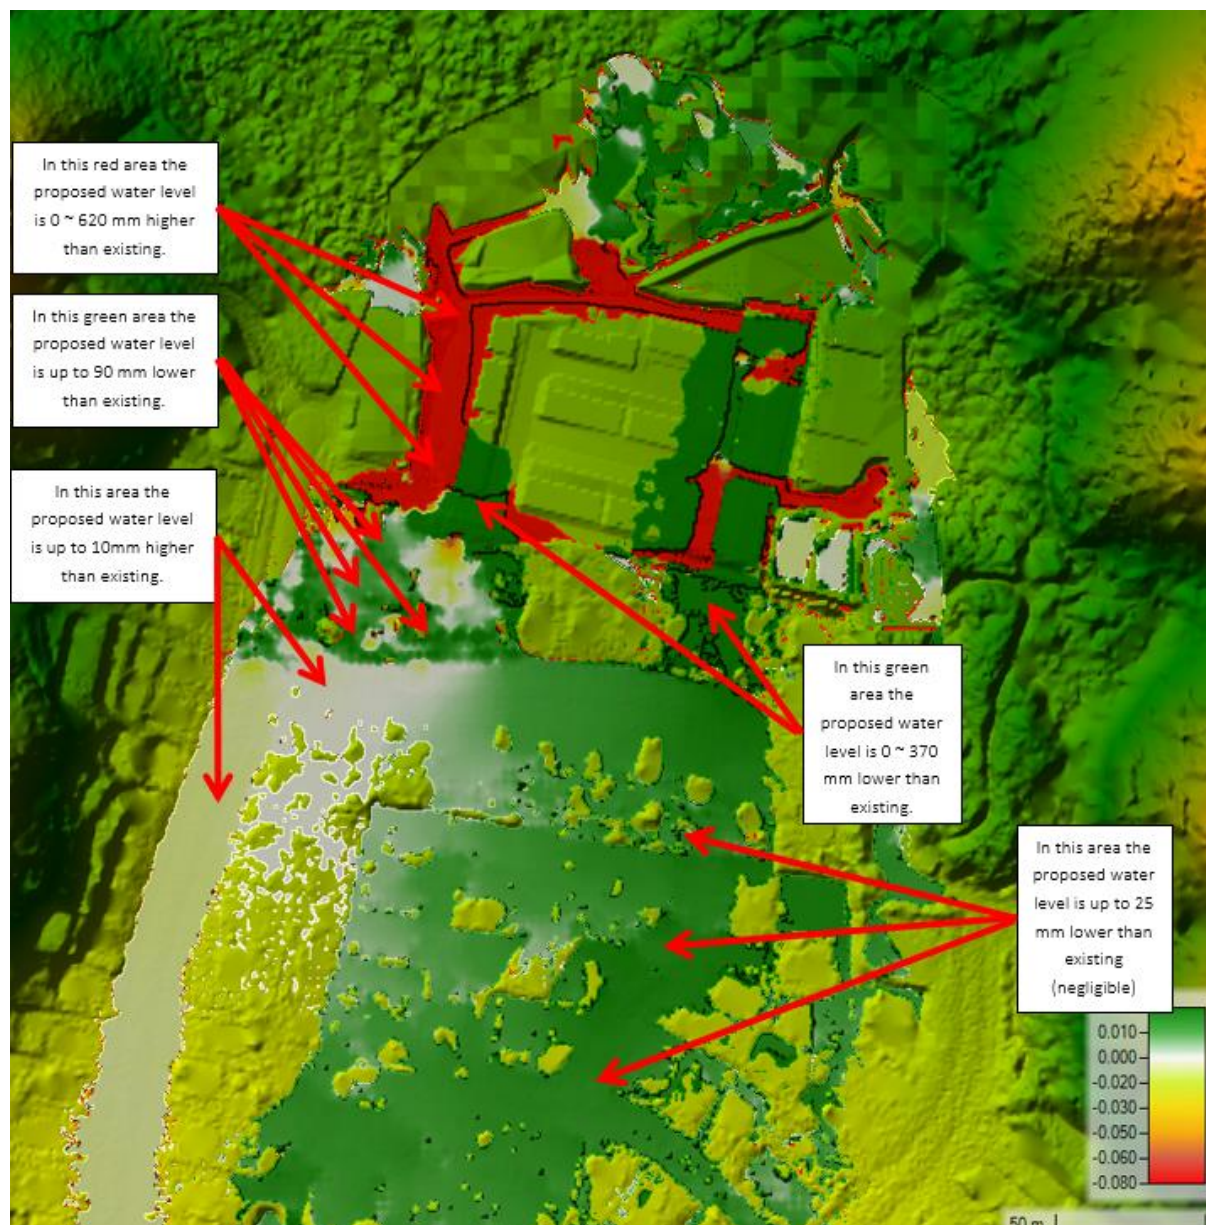 In this red area the
proposed water level
is 0 ~ 620 mm higher
than existing.
In this green area the
proposed water level
is up to 90 mm lower
than existing.
In this area the
proposed water level
is up to 10mm higher
than existing.
In this green
area the
proposed water
level is 0 ~ 370
mm lower than
existing.
In this area the
proposed water
level is up to 25
mm lower than
existing
(negligible)
0.010
0.000
-0.020
-0.030
-0.050
-0.060
-0.080
50 m